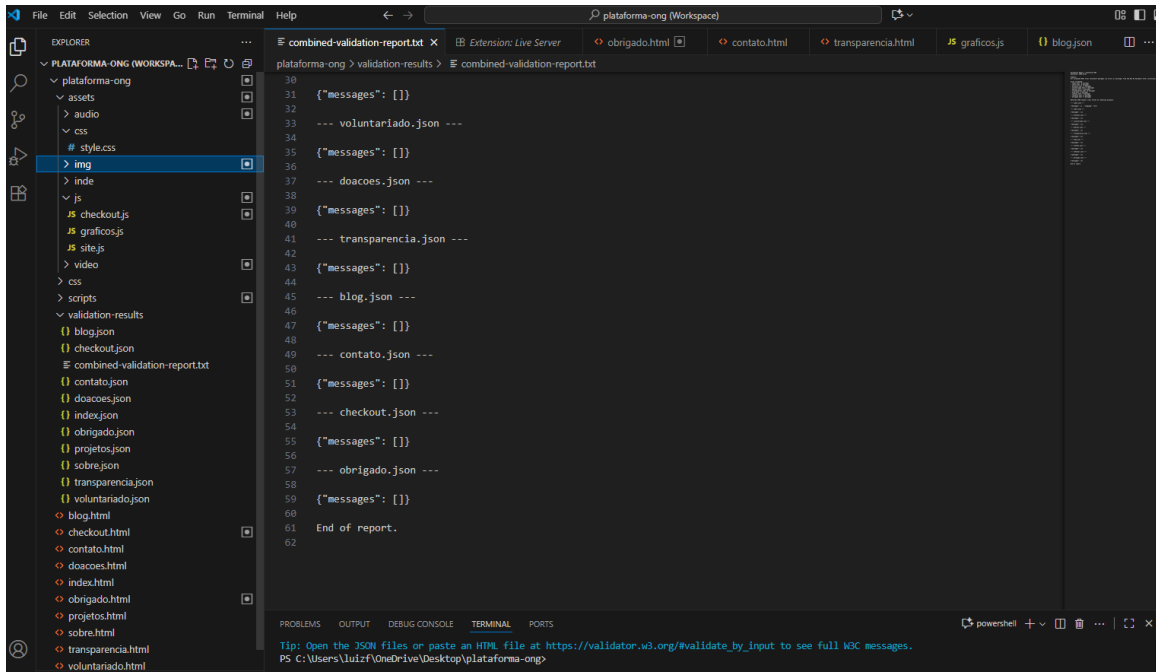 File Edit Selection View Go Run Terminal Help
plataforma-ong (Workspace)
EXPLORER
PLATAFORMA-ONG (WORKSPA...
plataforma-ong
assets
audio
css
# style.css
img
inde
js
JS checkout.js
JS graficos.js
JS site.js
video
css
scripts
validation-results
{} blog.json
{} checkout.json
combined-validation-report.txt
{} contato.json
{} doacoes.json
{} index.json
{} obrigado.json
{} projetos.json
{} sobre.json
{} transparencia.json
{} voluntariado.json
<> blog.html
<> checkout.html
<> contato.html
<> doacoes.html
<> index.html
<> obrigado.html
<> projetos.html
<> sobre.html
<> transparencia.html
<> voluntariado.html
combined-validation-report.txt Extension: Live Server <> obrigado.html <> contato.html <> transparencia.html JS graficos.js {} blog.json
plataforma-ong > validation-results > combined-validation-report.txt
30
31 {"messages": []}
32
33 --- voluntariado.json ---
34
35 {"messages": []}
36
37 --- doacoes.json ---
38
39 {"messages": []}
40
41 --- transparencia.json ---
42
43 {"messages": []}
44
45 --- blog.json ---
46
47 {"messages": []}
48
49 --- contato.json ---
50
51 {"messages": []}
52
53 --- checkout.json ---
54
55 {"messages": []}
56
57 --- obrigado.json ---
58
59 {"messages": []}
60
61 End of report.
62
PROBLEMS OUTPUT DEBUG CONSOLE TERMINAL PORTS
powershell
Tip: Open the JSON files or paste an HTML file at https://validator.w3.org/#validate_by_input to see full W3C messages.
PS C:\Users\luizf\OneDrive\Desktop\plataforma-ong>